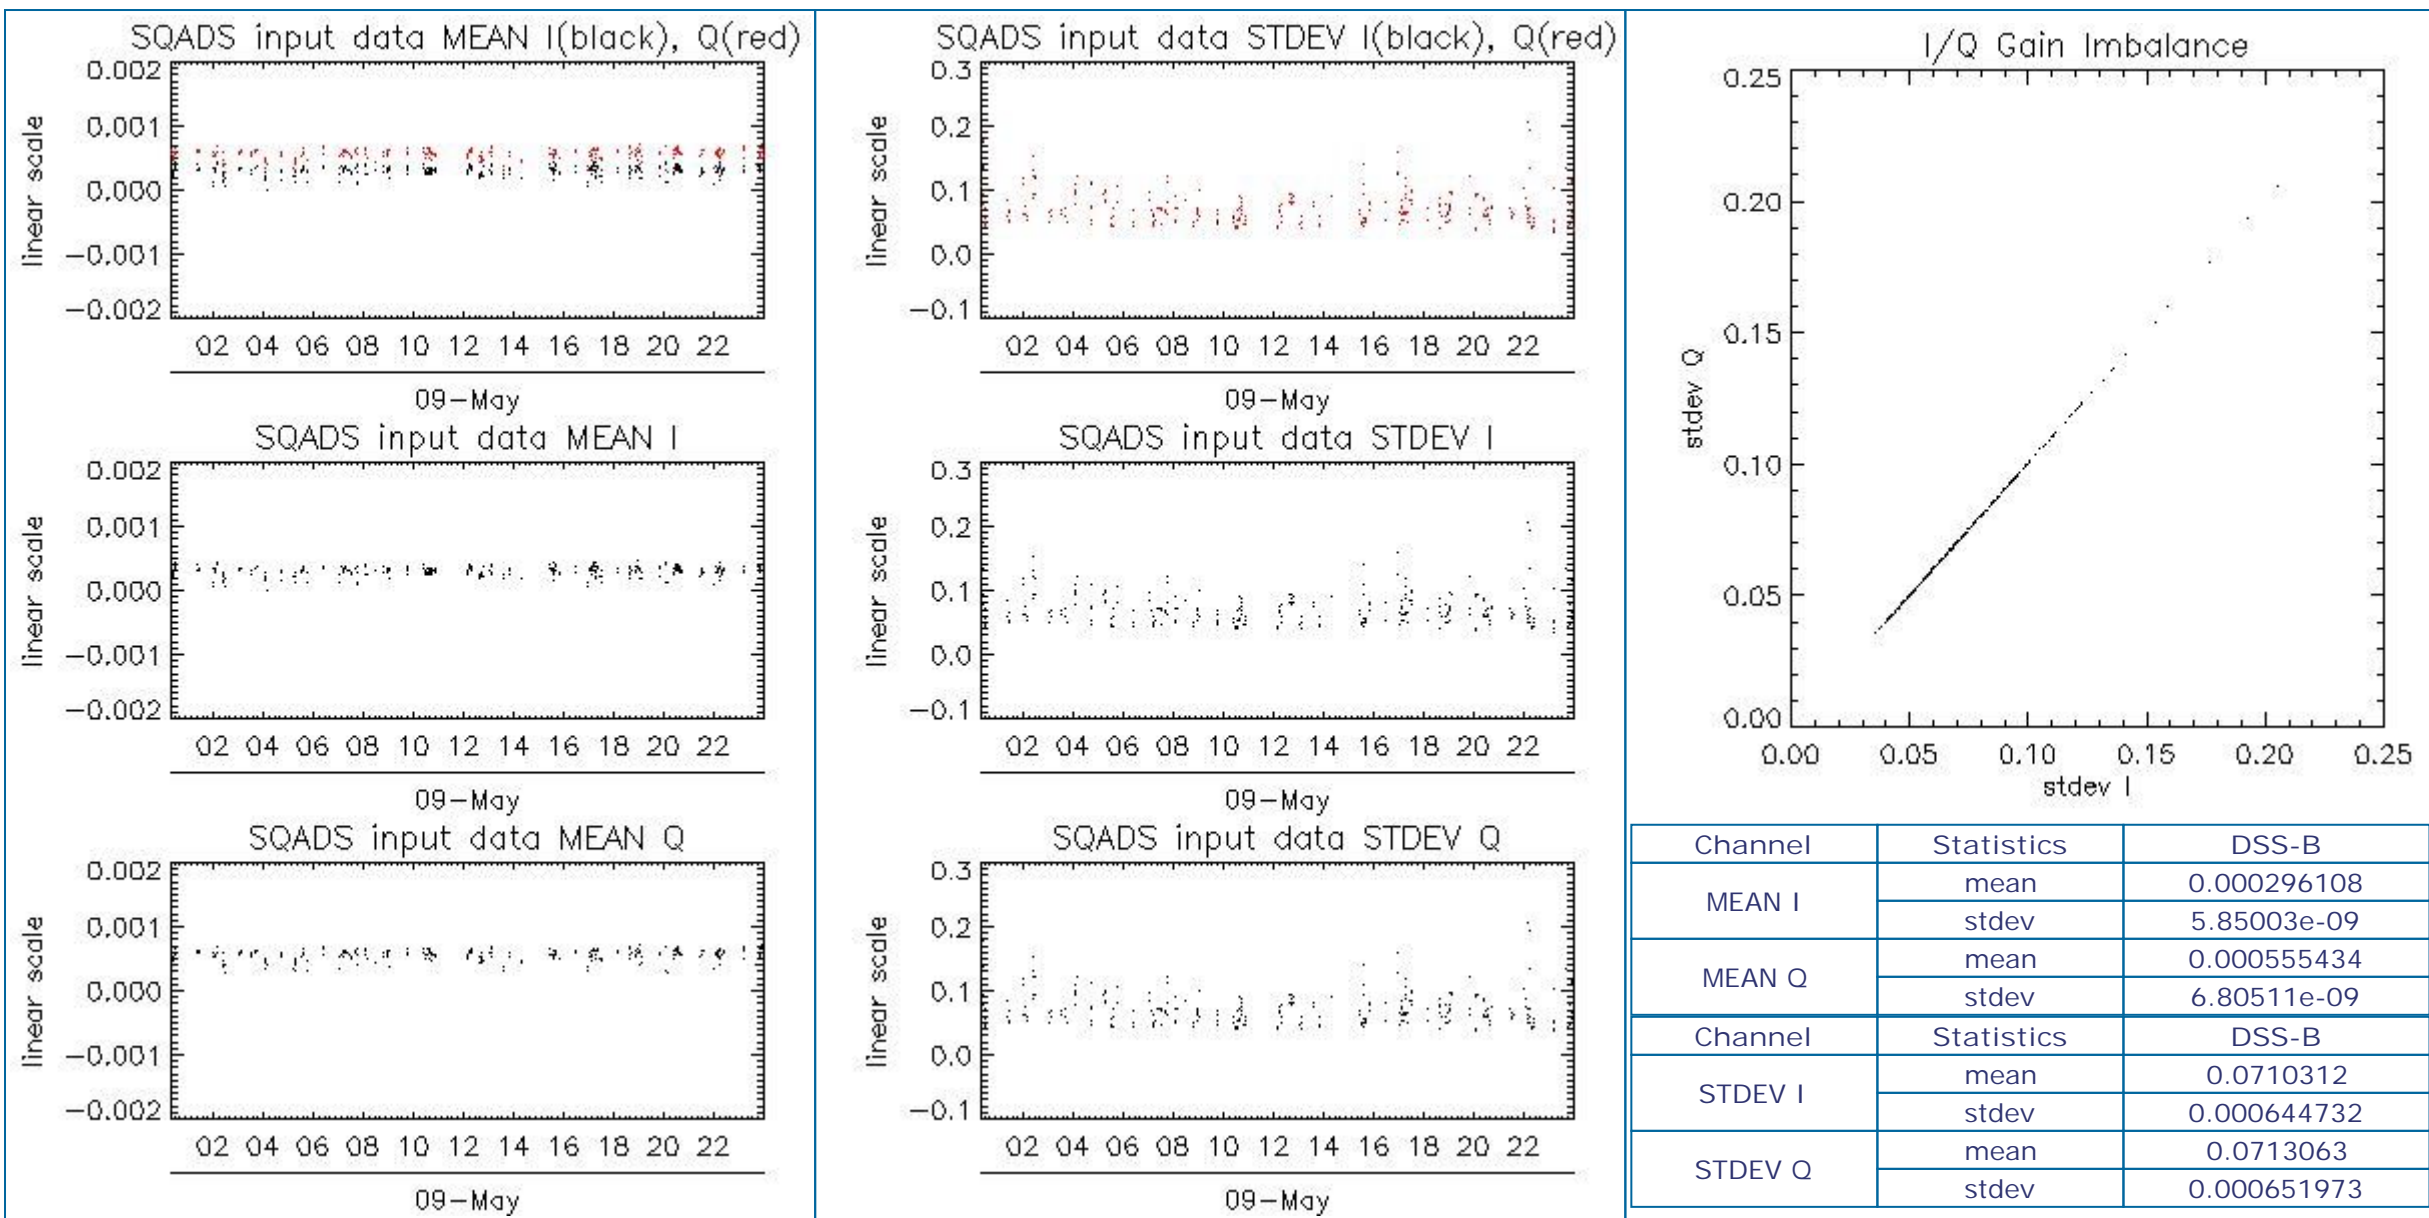 SQADS input data MEAN I(black), Q(red)
0.002
0.001
0.000
−0.001
−0.002
linear scale
02 04 06 08 10 12 14 16 18 20 22
09−May
SQADS input data MEAN I
0.002
0.001
0.000
−0.001
−0.002
linear scale
02 04 06 08 10 12 14 16 18 20 22
09−May
SQADS input data MEAN Q
0.002
0.001
0.000
−0.001
−0.002
linear scale
02 04 06 08 10 12 14 16 18 20 22
09−May
SQADS input data STDEV I(black), Q(red)
0.3
0.2
0.1
0.0
−0.1
linear scale
02 04 06 08 10 12 14 16 18 20 22
09−May
SQADS input data STDEV I
0.3
0.2
0.1
0.0
−0.1
linear scale
02 04 06 08 10 12 14 16 18 20 22
09−May
SQADS input data STDEV Q
0.3
0.2
0.1
0.0
−0.1
linear scale
02 04 06 08 10 12 14 16 18 20 22
09−May
I/Q Gain Imbalance
0.25
0.20
0.15
0.10
0.05
0.00
stdev Q
0.00 0.05 0.10 0.15 0.20 0.25
stdev I
Channel Statistics DSS-B
MEAN I mean 0.000296108
stdev 5.85003e-09
MEAN Q mean 0.000555434
stdev 6.80511e-09
Channel Statistics DSS-B
STDEV I mean 0.0710312
stdev 0.000644732
STDEV Q mean 0.0713063
stdev 0.000651973